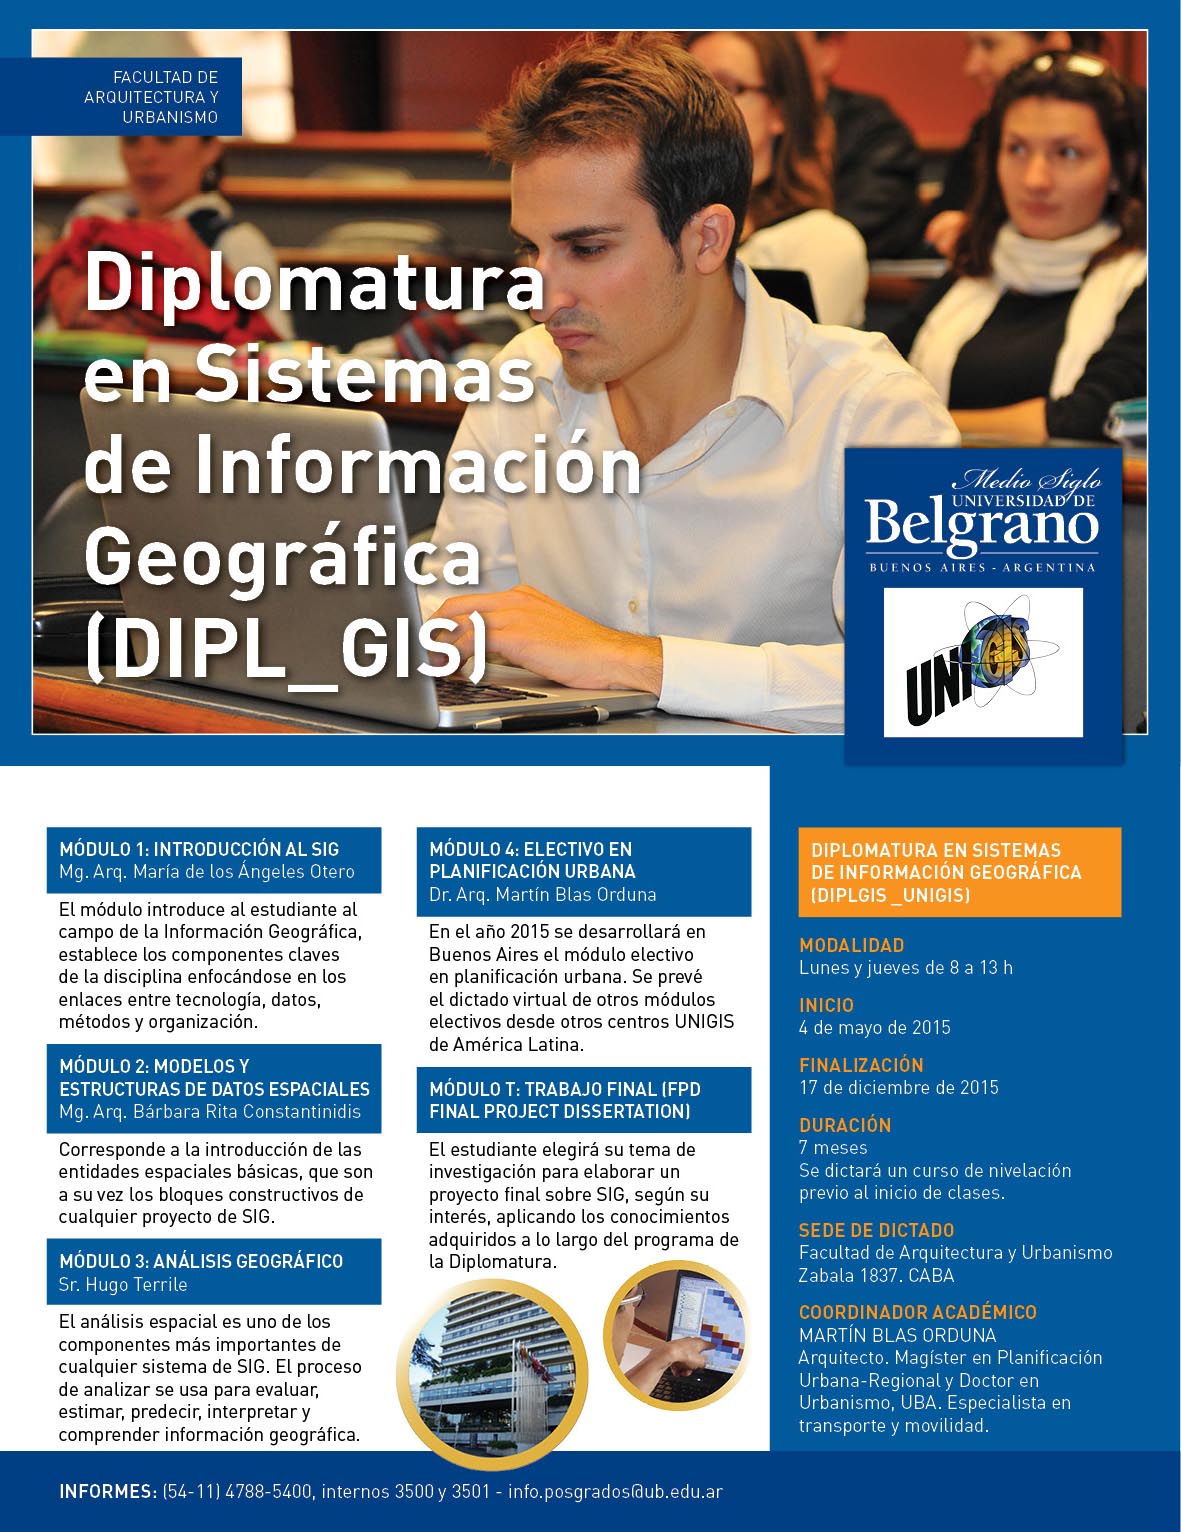 FACULTAD DE
ARQUITECTURA Y
URBANISMO
Diplomatura
en Sistemas
de Información
Geográfica
(DIPL_GIS)
Medio Siglo
UNIVERSIDAD DE
Belgrano
BUENOS AIRES - ARGENTINA
UNIGIS
MÓDULO 1: INTRODUCCIÓN AL SIG
Mg. Arq. María de los Ángeles Otero
El módulo introduce al estudiante al
campo de la Información Geográfica,
establece los componentes claves
de la disciplina enfocándose en los
enlaces entre tecnología, datos,
métodos y organización.
MÓDULO 2: MODELOS Y
ESTRUCTURAS DE DATOS ESPACIALES
Mg. Arq. Bárbara Rita Constantinidis
Corresponde a la introducción de las
entidades espaciales básicas, que son
a su vez los bloques constructivos de
cualquier proyecto de SIG.
MÓDULO 3: ANÁLISIS GEOGRÁFICO
Sr. Hugo Terrile
El análisis espacial es uno de los
componentes más importantes de
cualquier sistema de SIG. El proceso
de analizar se usa para evaluar,
estimar, predecir, interpretar y
comprender información geográfica.
MÓDULO 4: ELECTIVO EN
PLANIFICACIÓN URBANA
Dr. Arq. Martín Blas Orduna
En el año 2015 se desarrollará en
Buenos Aires el módulo electivo
en planificación urbana. Se prevé
el dictado virtual de otros módulos
electivos desde otros centros UNIGIS
de América Latina.
MÓDULO T: TRABAJO FINAL (FPD
FINAL PROJECT DISSERTATION)
El estudiante elegirá su tema de
investigación para elaborar un
proyecto final sobre SIG, según su
interés, aplicando los conocimientos
adquiridos a lo largo del programa de
la Diplomatura.
DIPLOMATURA EN SISTEMAS
DE INFORMACIÓN GEOGRÁFICA
(DIPLGIS _UNIGIS)
MODALIDAD
Lunes y jueves de 8 a 13 h
INICIO
4 de mayo de 2015
FINALIZACIÓN
17 de diciembre de 2015
DURACIÓN
7 meses
Se dictará un curso de nivelación
previo al inicio de clases.
SEDE DE DICTADO
Facultad de Arquitectura y Urbanismo
Zabala 1837. CABA
COORDINADOR ACADÉMICO
MARTÍN BLAS ORDUNA
Arquitecto. Magíster en Planificación
Urbana-Regional y Doctor en
Urbanismo, UBA. Especialista en
transporte y movilidad.
INFORMES: (54-11) 4788-5400, internos 3500 y 3501 - info.posgrados@ub.edu.ar